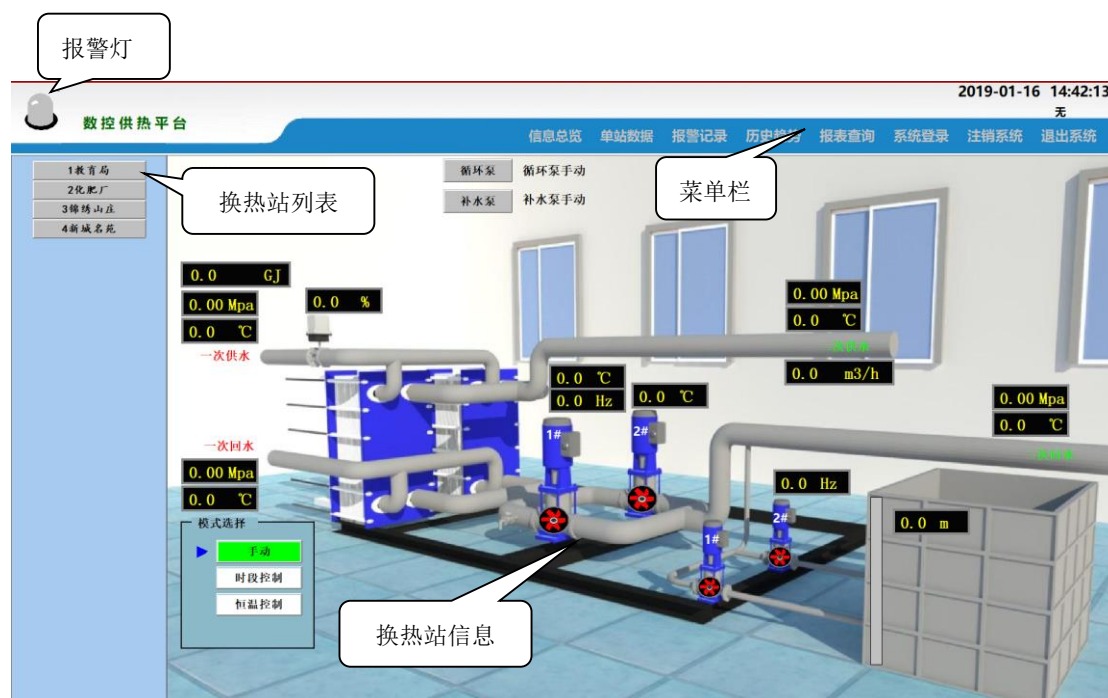 报警灯
2019-01-16 14:42:13
无
数控供热平台
信息总览 单站数据 报警记录 报表查询 系统登录 注销系统 退出系统
1教育局
2化肥厂
3锦绣山庄
4新城名苑
换热站列表
循环泵 循环泵手动
补水泵 补水泵手动
菜单栏
0.0 GJ
0.00 Mpa
0.0 ℃
0.0 %
一次供水
0.00 Mpa
0.0 ℃
0.0 m3/h
0.0 ℃
0.0 Hz
0.0 ℃
0.00 Mpa
0.0 ℃
1#
2#
一次回水
0.00 Mpa
0.0 ℃
0.0 Hz
2#
1#
0.0 m
模式选择
手动
时段控制
恒温控制
换热站信息